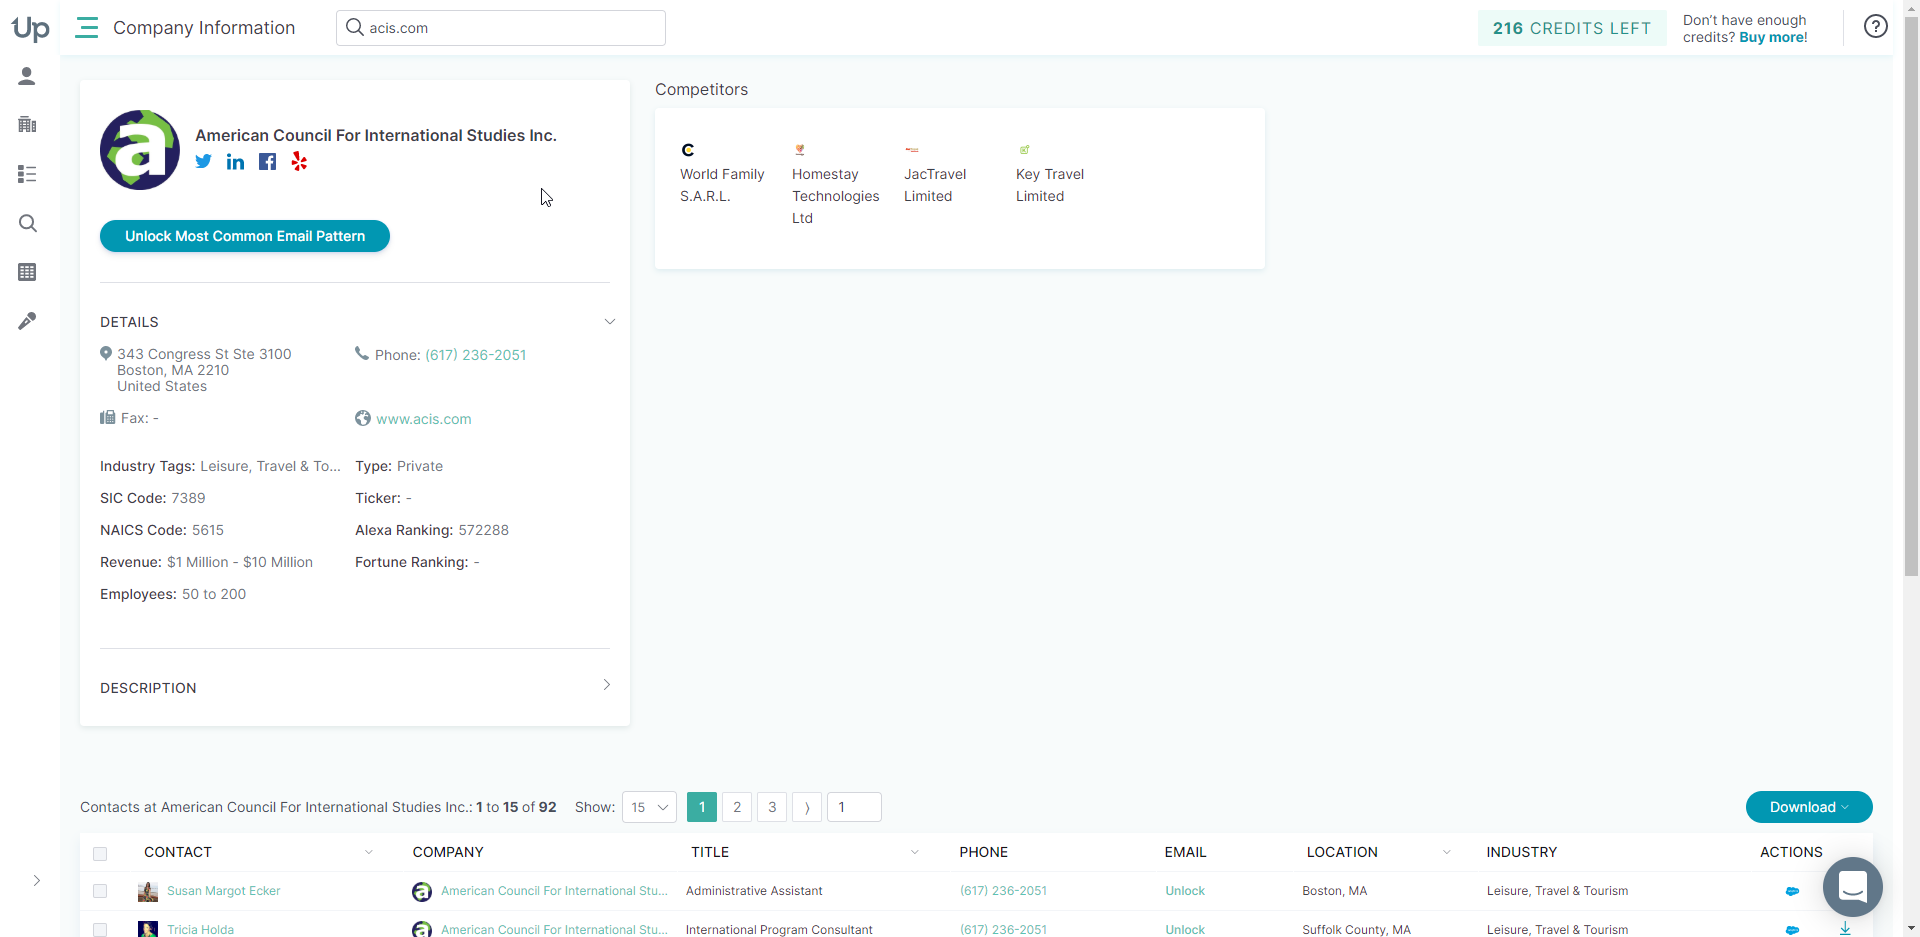 Up
Company Information
acis.com
216 CREDITS LEFT
Don't have enough
credits? Buy more!
American Council For International Studies Inc.
Unlock Most Common Email Pattern
DETAILS
343 Congress St Ste 3100
Boston, MA 2210
United States
Phone: (617) 236-2051
Fax: -
www.acis.com
Industry Tags: Leisure, Travel & To...
Type: Private
SIC Code: 7389
Ticker: -
NAICS Code: 5615
Alexa Ranking: 572288
Revenue: $1 Million - $10 Million
Fortune Ranking: -
Employees: 50 to 200
DESCRIPTION
Competitors
World Family
S.A.R.L.
Homestay
Technologies
Ltd
JacTravel
Limited
Key Travel
Limited
Contacts at American Council For International Studies Inc.: 1 to 15 of 92 Show: 15 1 2 3 ⟩ 1
Download
CONTACT COMPANY TITLE PHONE EMAIL LOCATION INDUSTRY ACTIONS
Susan Margot Ecker American Council For International Stu... Administrative Assistant (617) 236-2051 Unlock Boston, MA Leisure, Travel & Tourism
Tricia Holda American Council For International Stu... International Program Consultant (617) 236-2051 Unlock Suffolk County, MA Leisure, Travel & Tourism